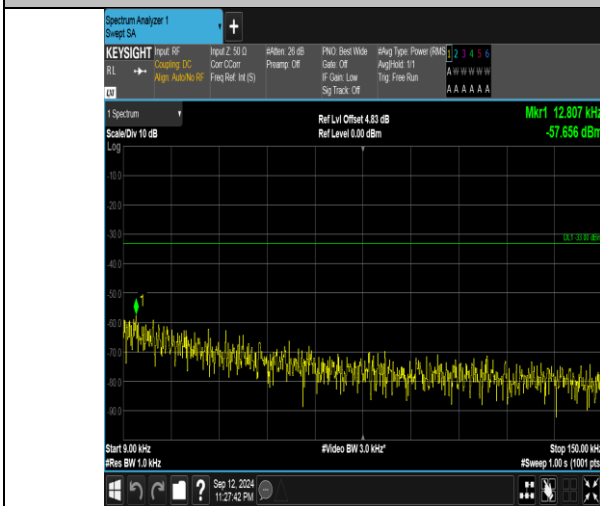 Spectrum Analyzer 1
Swept SA
+
KEYSIGHT
RL
LXI
Input: RF
Coupling: DC
Align: Auto/No RF
Input Z: 50 Ω
Corr CCorr
Freq Ref: Int (S)
#Atten: 26 dB
Preamp: Off
PNO: Best Wide
Gate: Off
IF Gain: Low
Sig Track: Off
#Avg Type: Power (RMS
Avg|Hold: 1/1
Trig: Free Run
1 2 3 4 5 6
A W W W W W
A A A A A A
1 Spectrum
Scale/Div 10 dB
Log
Ref Lvl Offset 4.83 dB
Ref Level 0.00 dBm
Mkr1 12.807 kHz
-57.656 dBm
-10.0
-20.0
-30.0
DL1 -33.00 dBm
-40.0
-50.0
1
-60.0
-70.0
-80.0
-90.0
Start 9.00 kHz
#Res BW 1.0 kHz
#Video BW 3.0 kHz*
Stop 150.00 kHz
#Sweep 1.00 s (1001 pts
?
Sep 12, 2024
11:27:42 PM